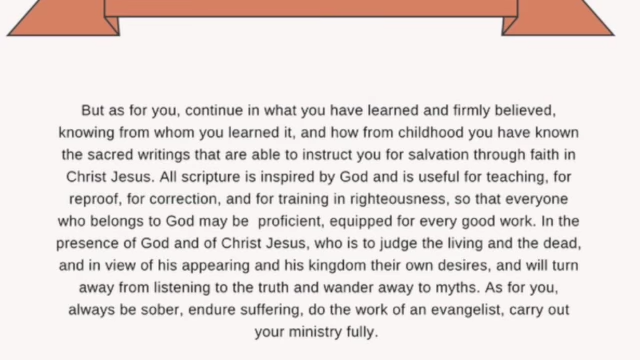 But as for you, continue in what you have learned and firmly believed,
knowing from whom you learned it, and how from childhood you have known
the sacred writings that are able to instruct you for salvation through faith in
Christ Jesus. All scripture is inspired by God and is useful for teaching, for
reproof, for correction, and for training in righteousness, so that everyone
who belongs to God may be  proficient, equipped for every good work. In the
presence of God and of Christ Jesus, who is to judge the living and the dead,
and in view of his appearing and his kingdom their own desires, and will turn
away from listening to the truth and wander away to myths. As for you,
always be sober, endure suffering, do the work of an evangelist, carry out
your ministry fully.